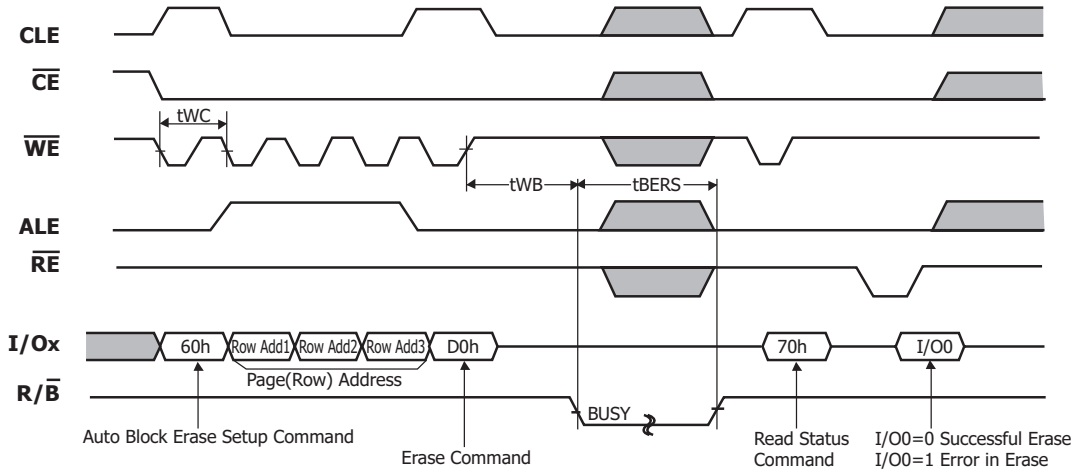 CLE
CE
tWC
WE
tWB
tBERS
ALE
RE
I/Ox
60h
Row Add1
Row Add2
Row Add3
D0h
70h
I/O0
Page(Row) Address
R/B
BUSY
Auto Block Erase Setup Command
Erase Command
Read Status
Command
I/O0=0 Successful Erase
I/O0=1 Error in Erase